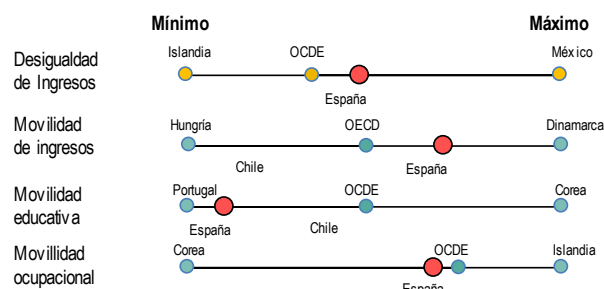 Mínimo Máximo
Desigualdad
de Ingresos
Islandia OCDE México
España
Movilidad
de ingresos
Hungría OECD Dinamarca
Chile España
Movilidad
educativa
Portugal OCDE Corea
España Chile
Movillidad
ocupacional
Corea OCDE Islandia
España